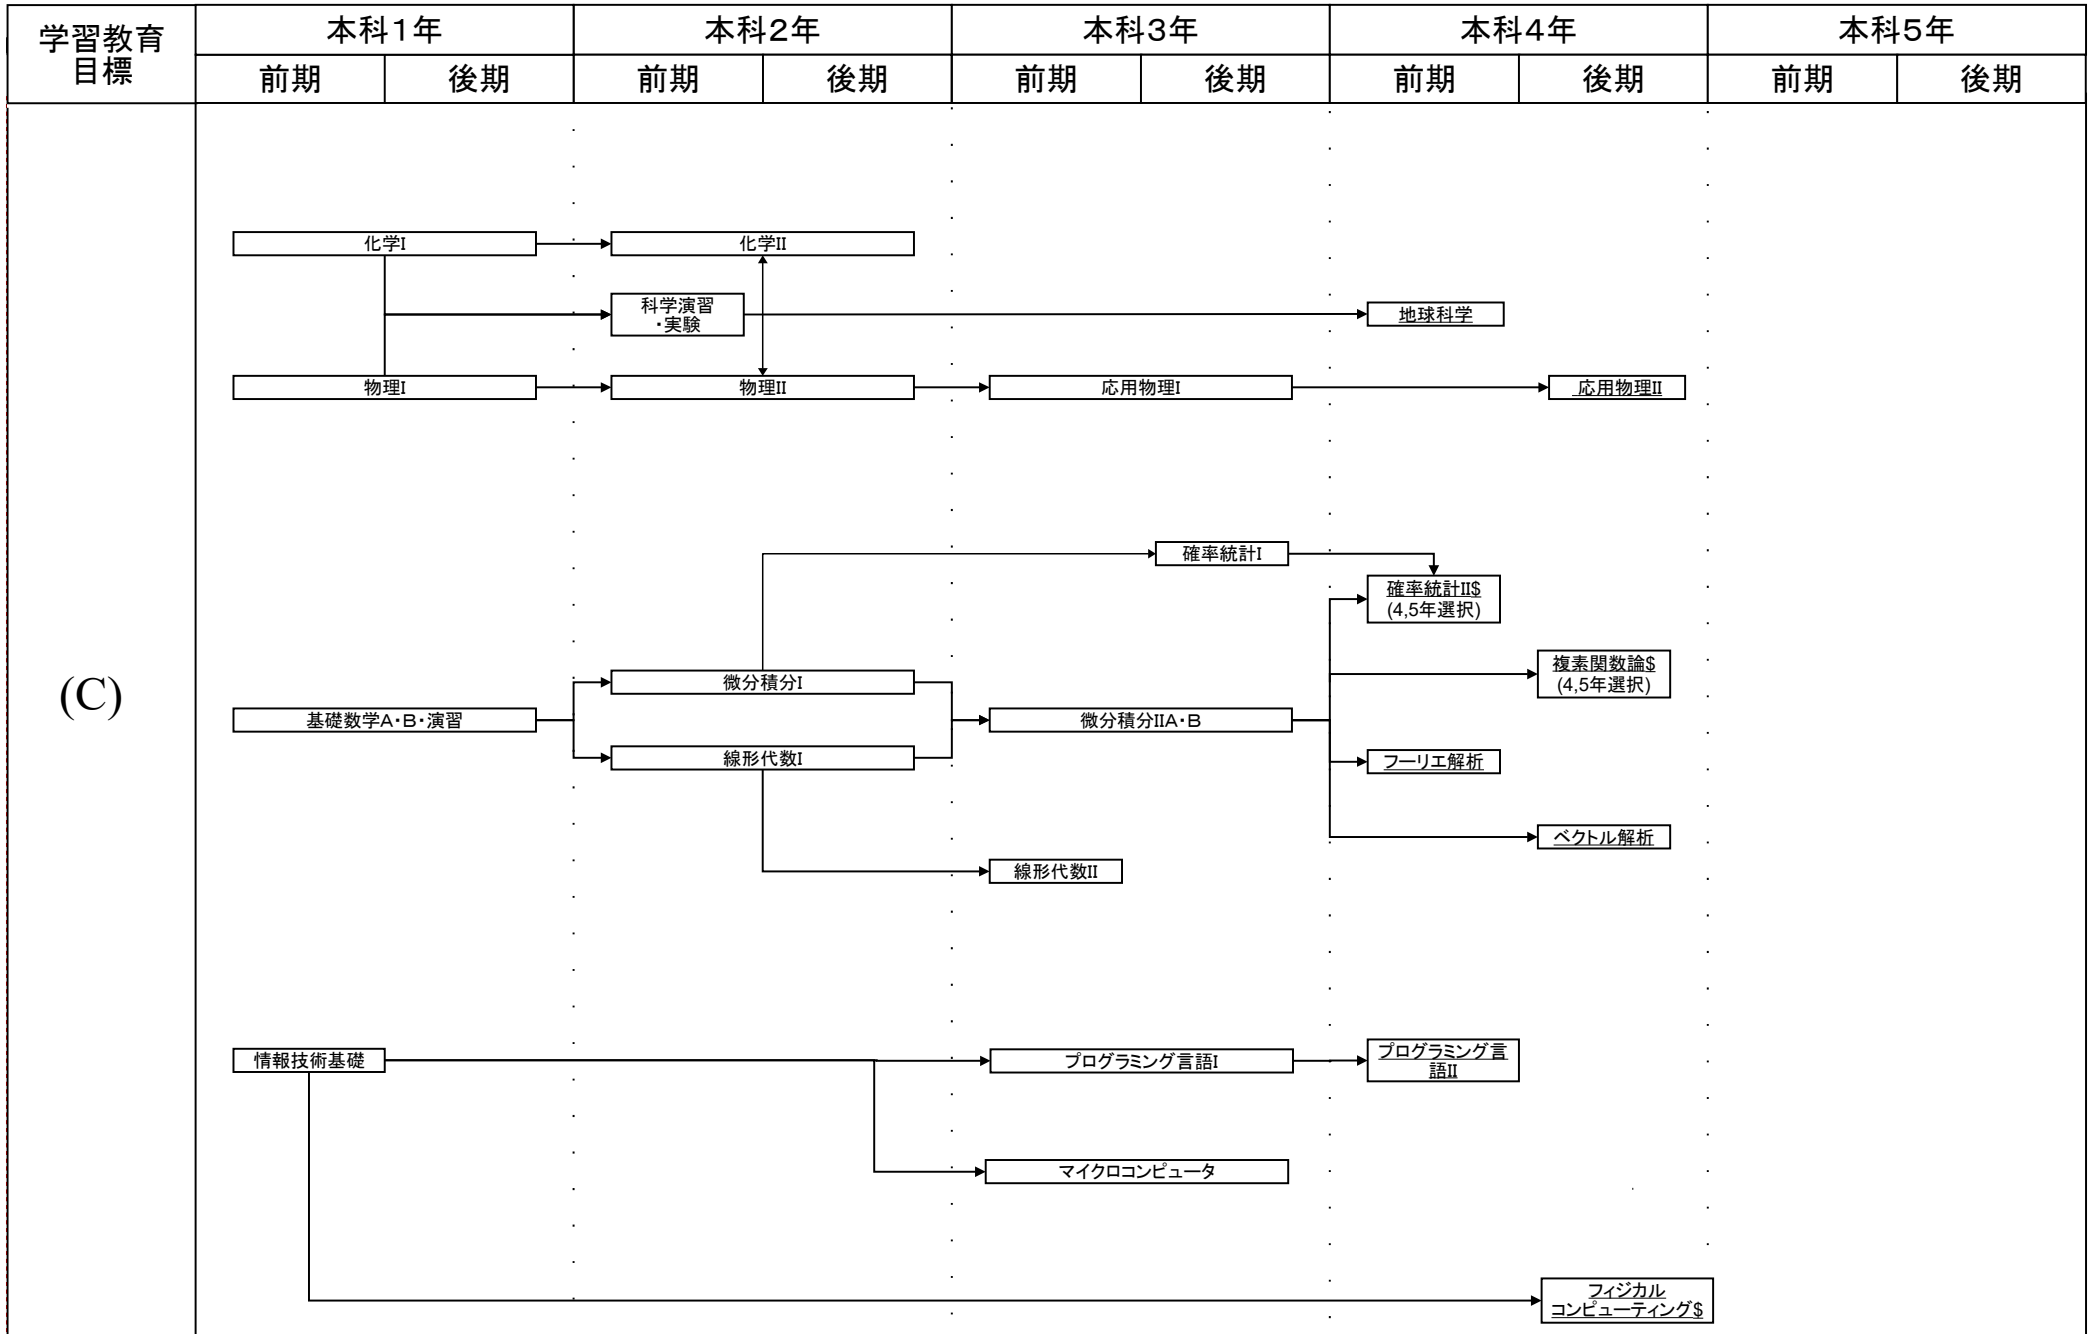 学習教育
目標
本科1年
本科2年
本科3年
本科4年
本科5年
前期
後期
前期
後期
前期
後期
前期
後期
前期
後期
(C)
化学I
化学II
科学演習
・実験
地球科学
物理I
物理II
応用物理I
応用物理II
確率統計I
確率統計II$
(4,5年選択)
複素関数論$
(4,5年選択)
微分積分I
基礎数学A・B・演習
微分積分IIA・B
線形代数I
フーリエ解析
ベクトル解析
線形代数II
情報技術基礎
プログラミング言語I
プログラミング言
語II
マイクロコンピュータ
フィジカル
コンピューティング$